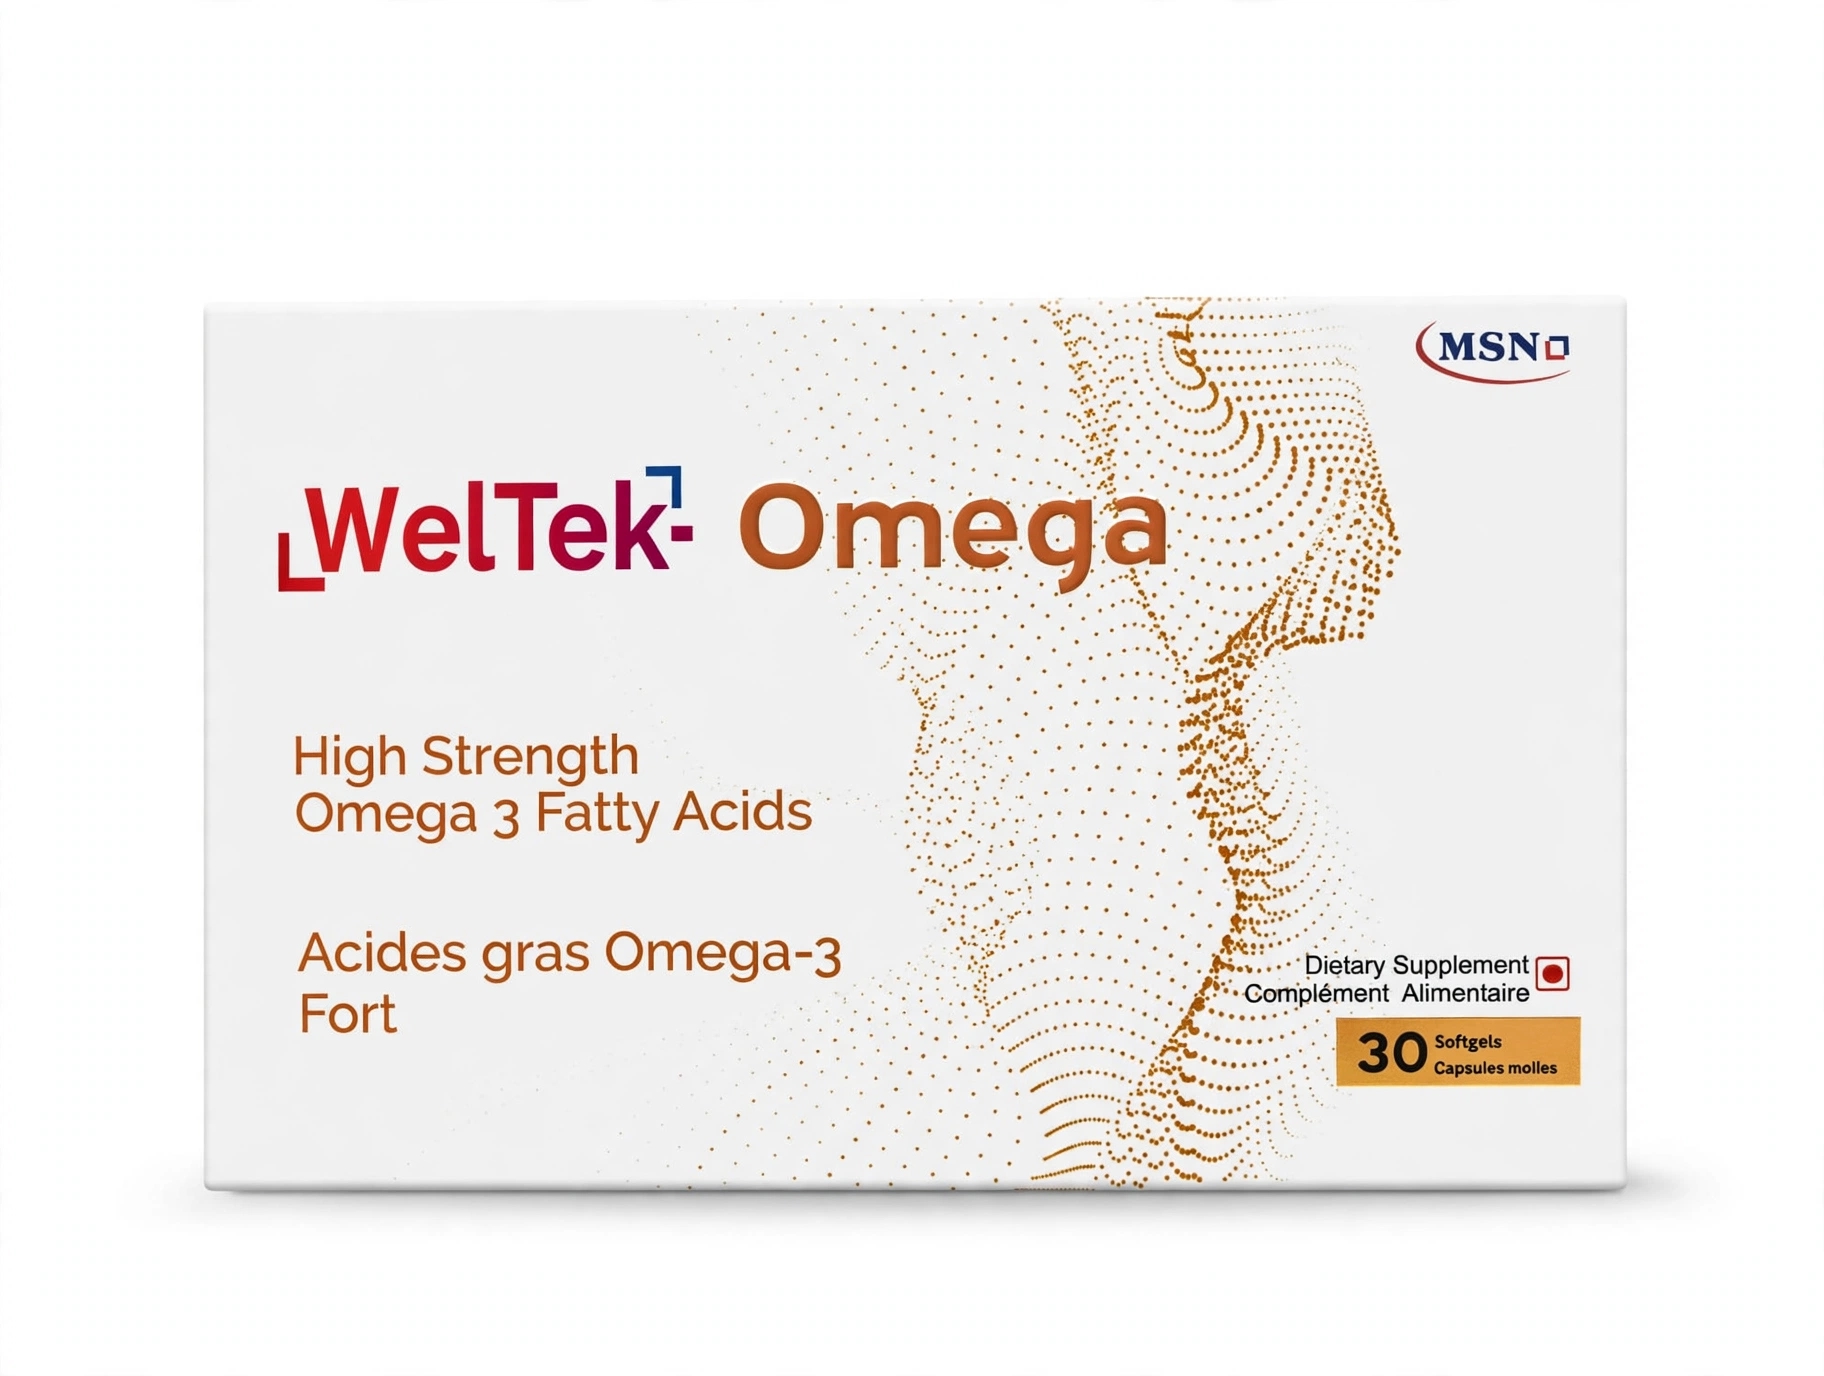 MSN
WelTek- Omega
High Strength
Omega 3 Fatty Acids
Acides gras Omega-3
Fort
Dietary Supplement
Complément Alimentaire
30 Softgels
Capsules molles